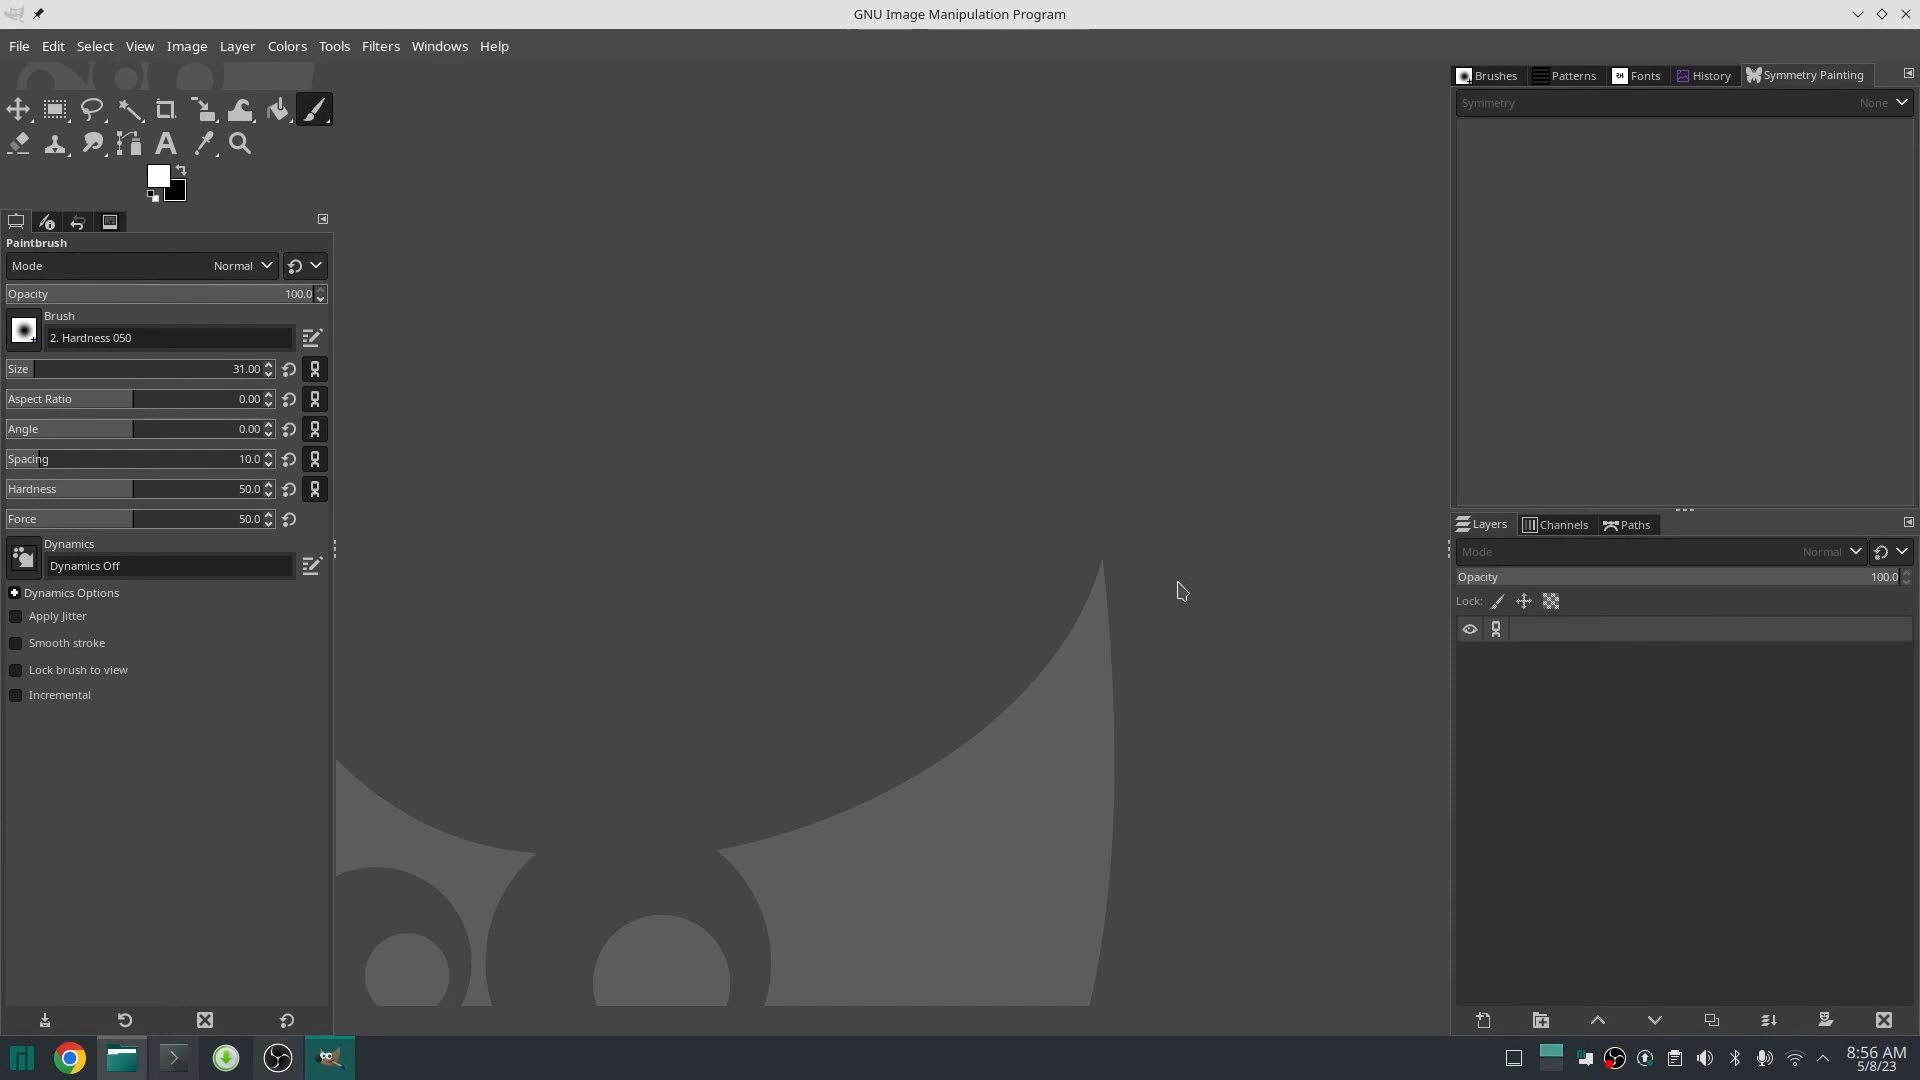 GNU Image Manipulation Program
File Edit Select View Image Layer Colors Tools Filters Windows Help
Brushes Patterns Fonts History Symmetry Painting
Symmetry None
Paintbrush
Mode Normal
Opacity 100.0
Brush
2. Hardness 050
Size 31.00
Aspect Ratio 0.00
Angle 0.00
Spacing 10.0
Hardness 50.0
Force 50.0
Dynamics
Dynamics Off
Dynamics Options
Apply Jitter
Smooth stroke
Lock brush to view
Incremental
Layers Channels Paths
Mode Normal
Opacity 100.0
Lock:
8:56 AM
5/8/23